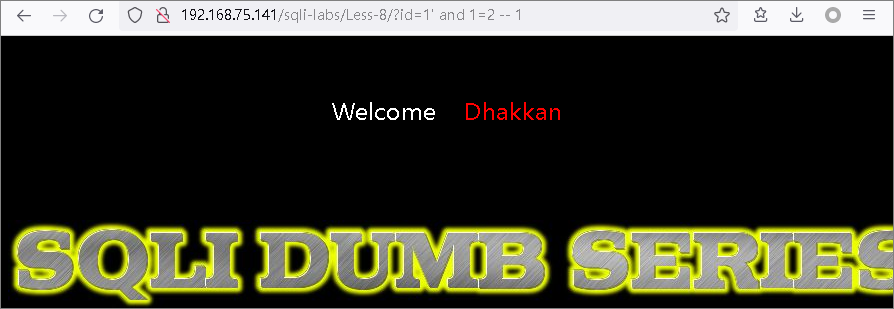 192.168.75.141/sqli-labs/Less-8/?id=1' and 1=2 -- 1
Welcome Dhakkan
SQLI DUMB SERIES